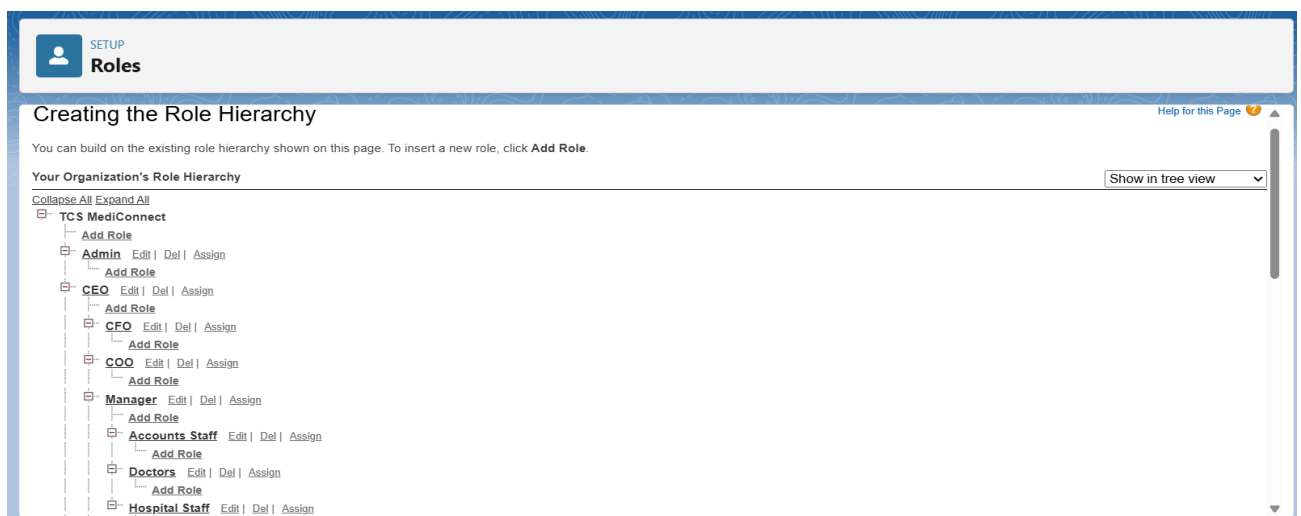 SETUP
Roles
Creating the Role Hierarchy
Help for this Page ?
You can build on the existing role hierarchy shown on this page. To insert a new role, click Add Role.
Your Organization's Role Hierarchy
Show in tree view
Collapse All Expand All
TCS MediConnect
Add Role
Admin Edit | Del | Assign
Add Role
CEO Edit | Del | Assign
Add Role
CFO Edit | Del | Assign
Add Role
COO Edit | Del | Assign
Add Role
Manager Edit | Del | Assign
Add Role
Accounts Staff Edit | Del | Assign
Add Role
Doctors Edit | Del | Assign
Add Role
Hospital Staff Edit | Del | Assign